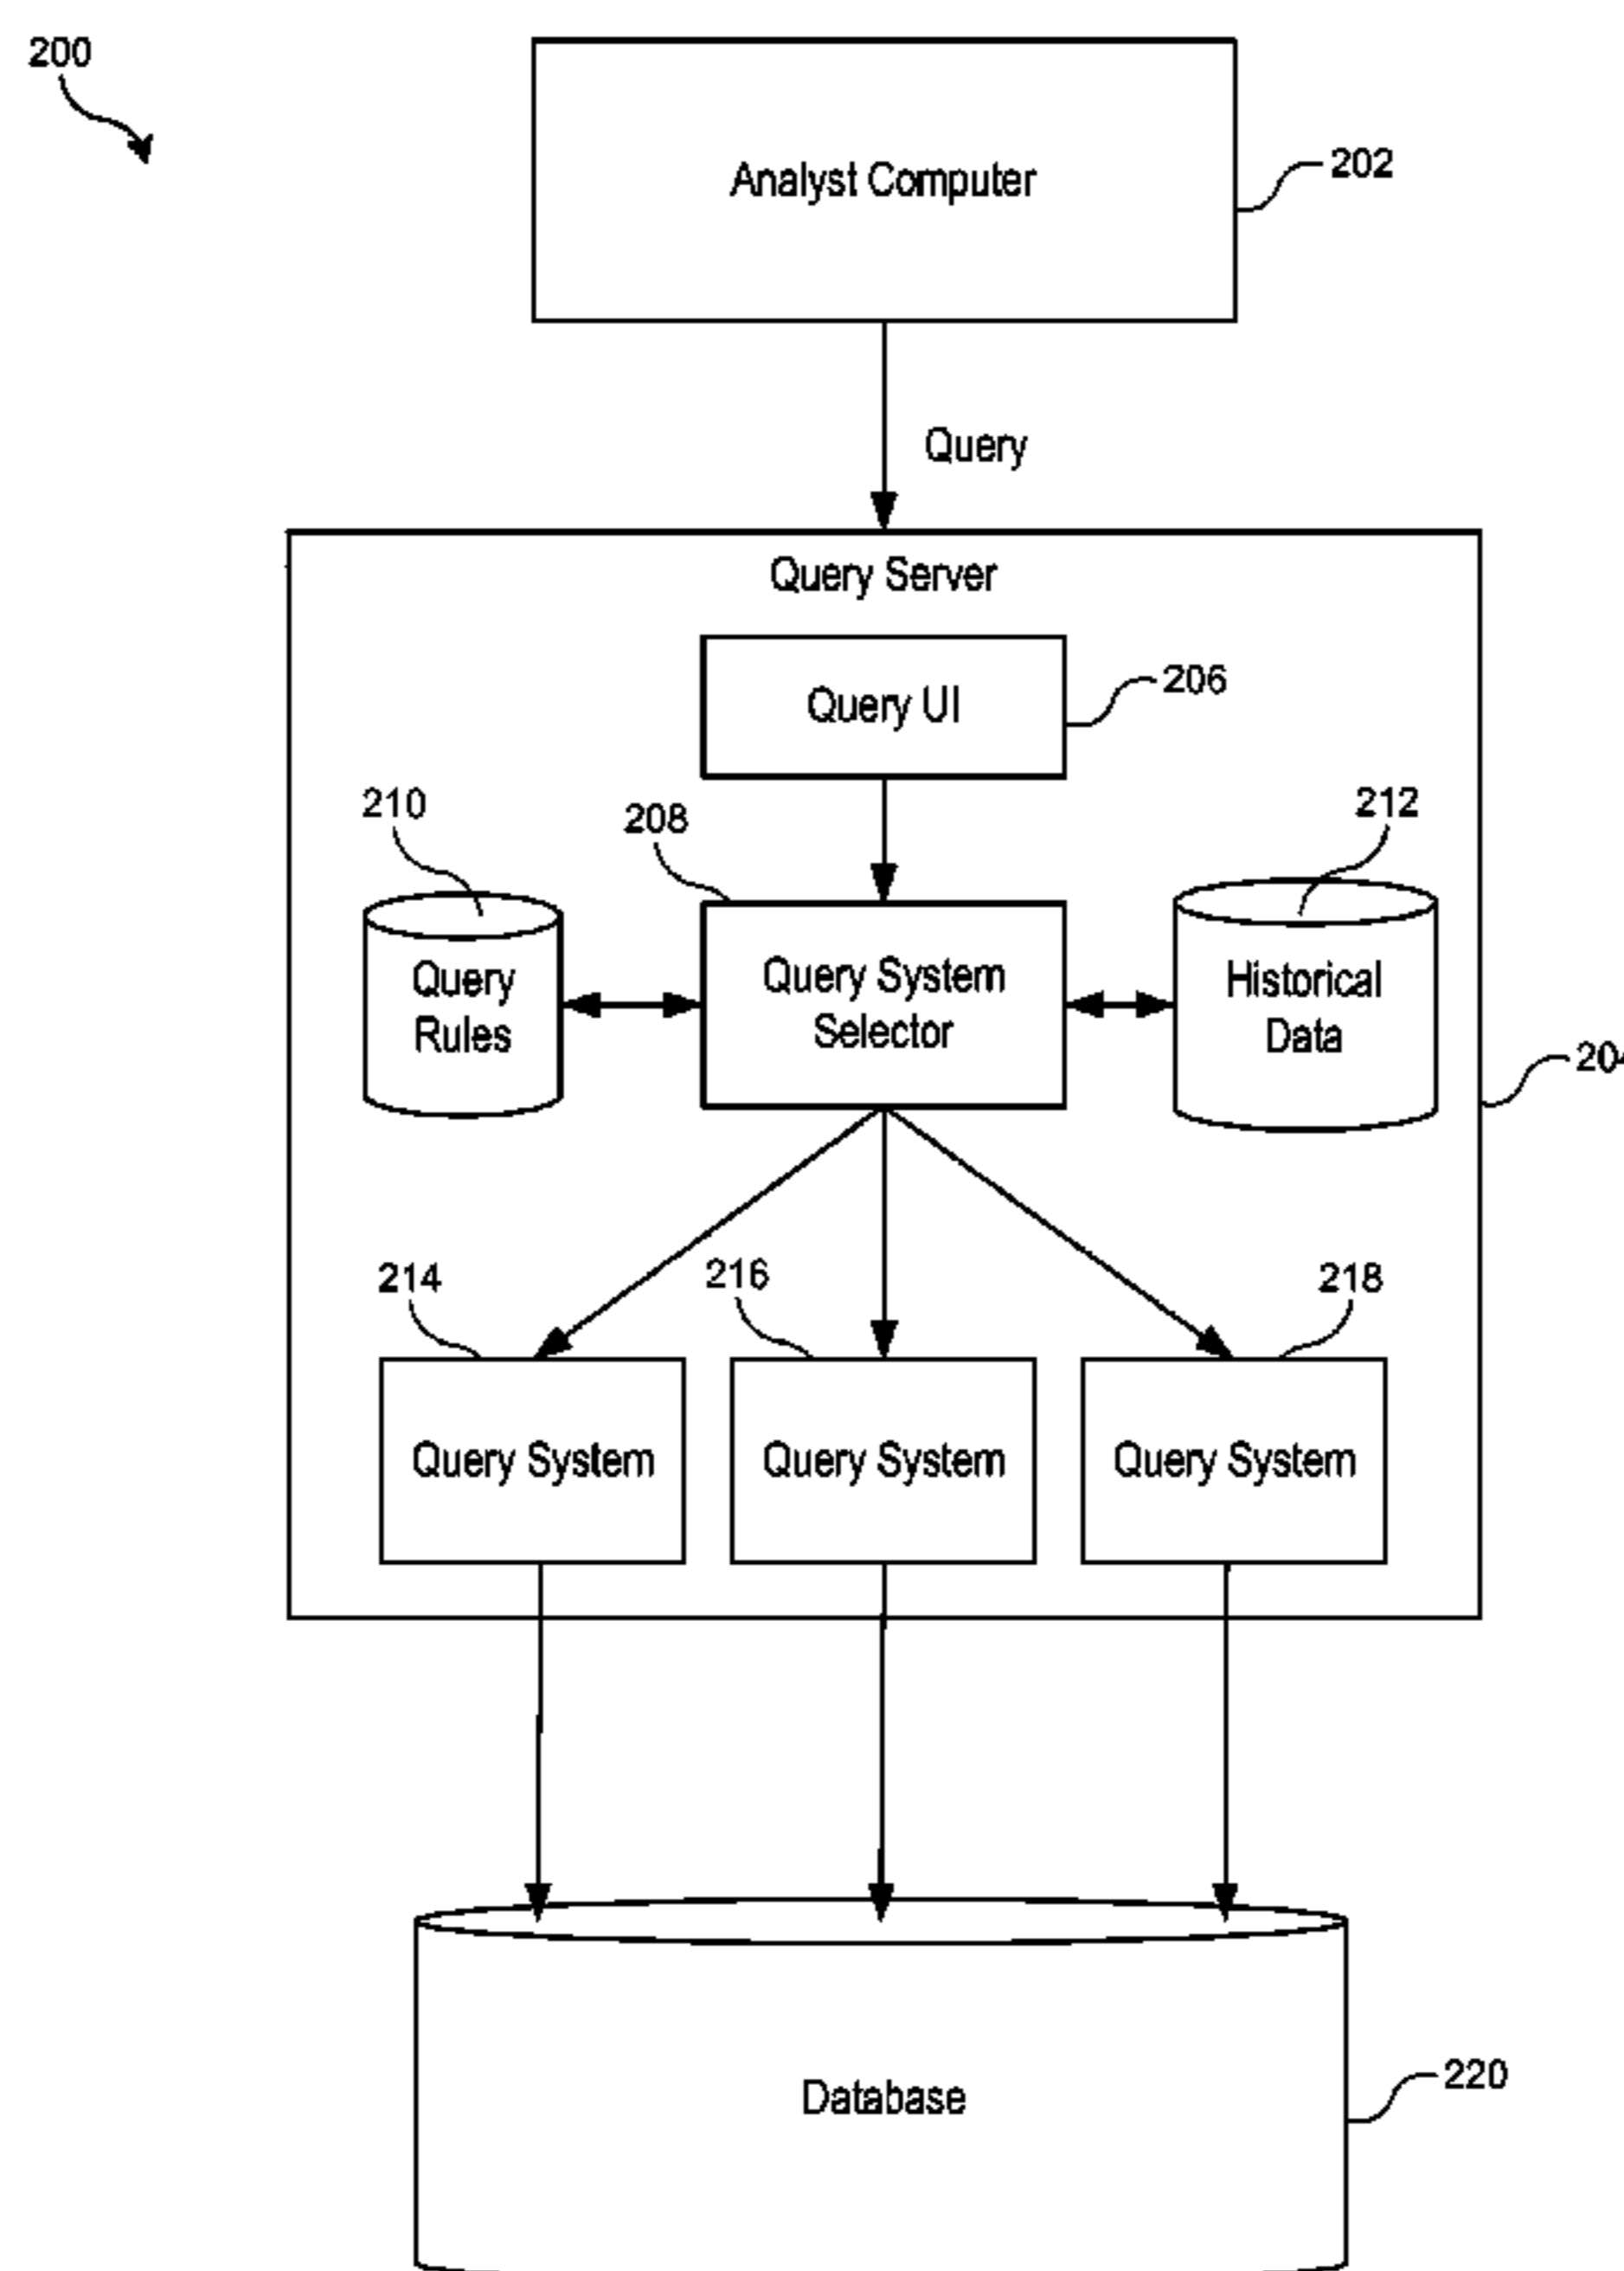 200
Analyst Computer
202
Query
Query Server
Query UI
206
210
208
212
Query
Rules
Query System
Selector
Historical
Data
204
214
216
218
Query System
Query System
Query System
Database
220